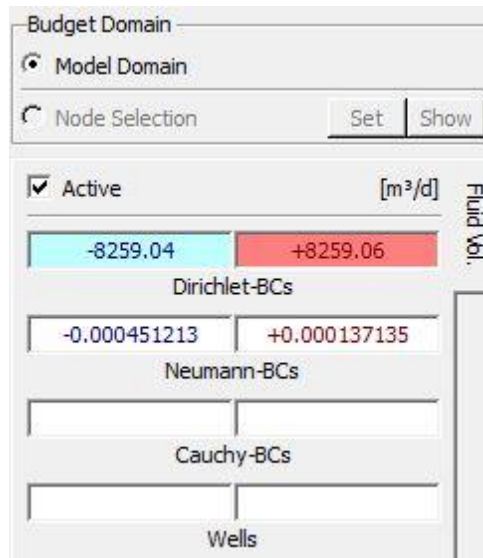 Budget Domain
Model Domain
Node Selection Set Show
Active [m³/d]
Fluid Vol.
-8259.04 +8259.06
Dirichlet-BCs
-0.000451213 +0.000137135
Neumann-BCs
Cauchy-BCs
Wells